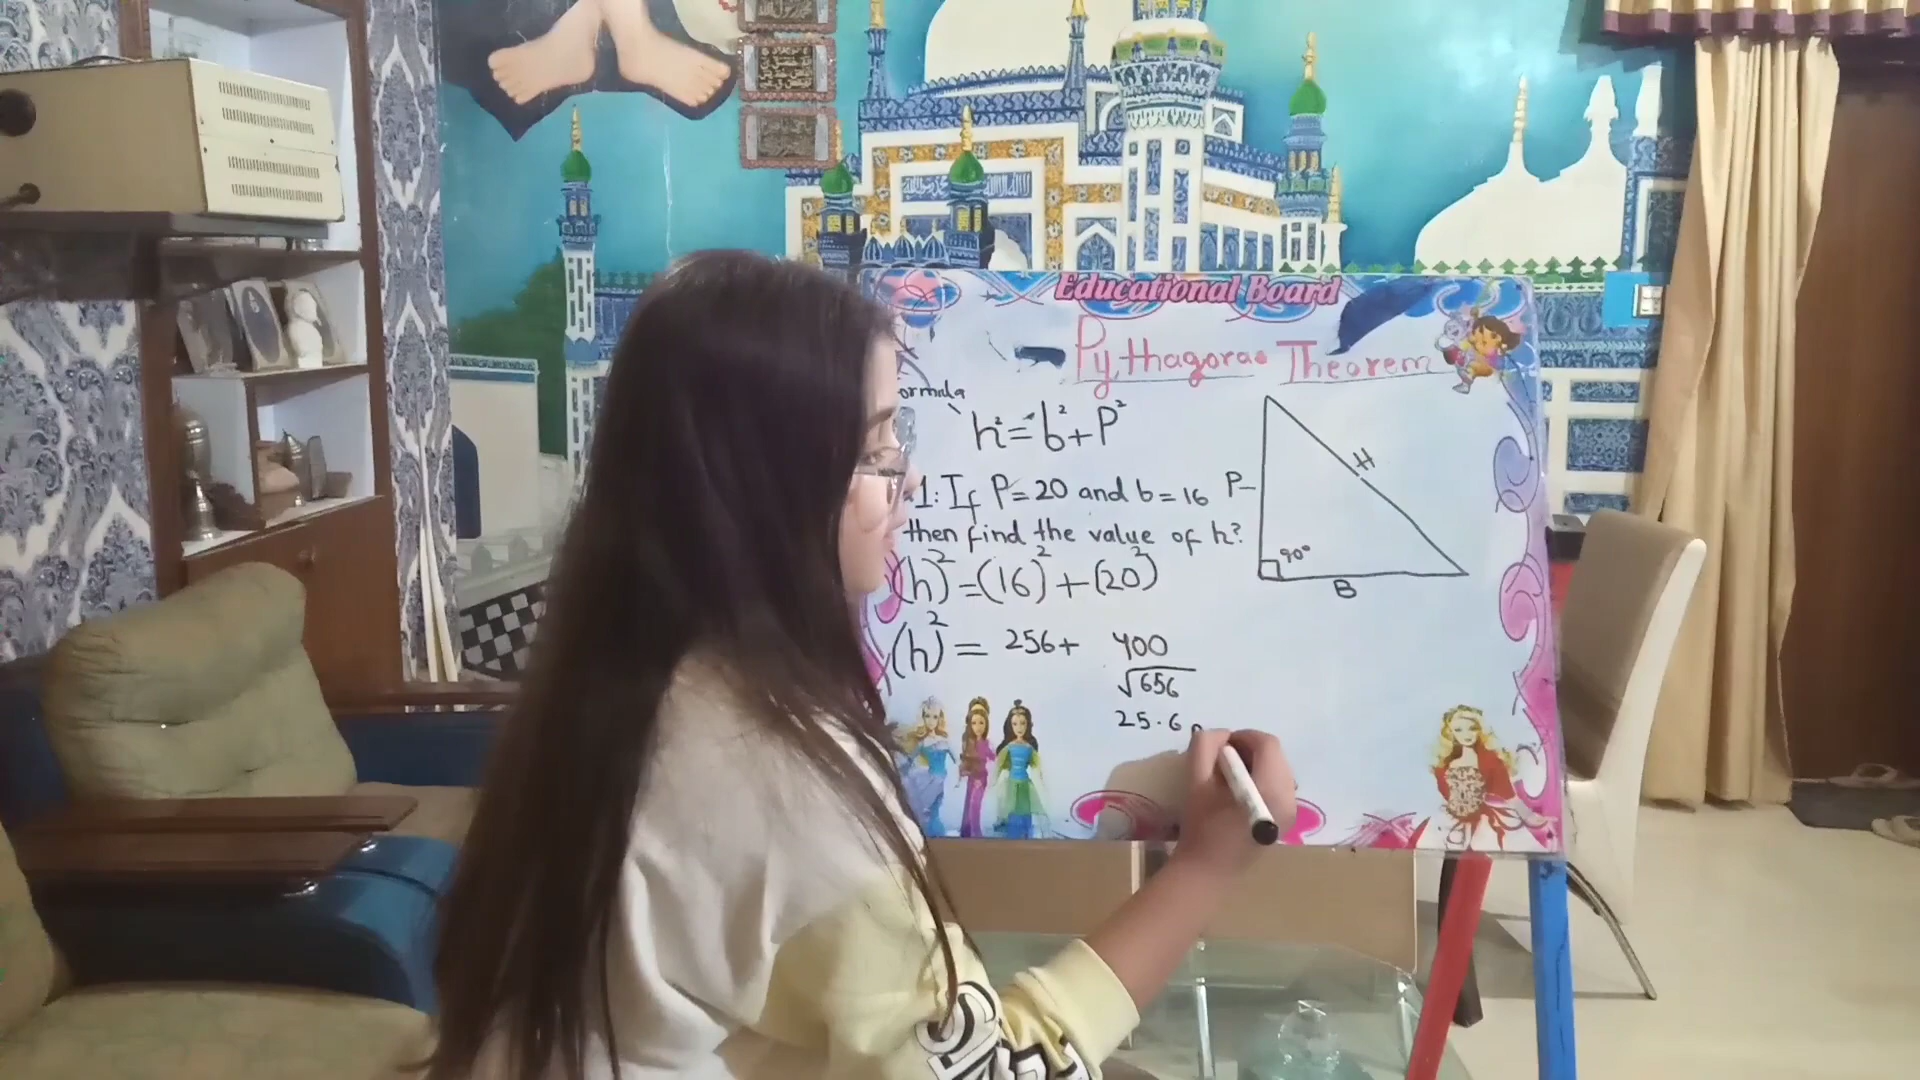 Educational Board
Pythagoras Theorem
ormula
h²=b²+P²
1: If P=20 and b=16
then find the value of h?
(h)²=(16)²+(20)²
(h)²= 256+ 400
√656
25.6
P-
H
90°
B